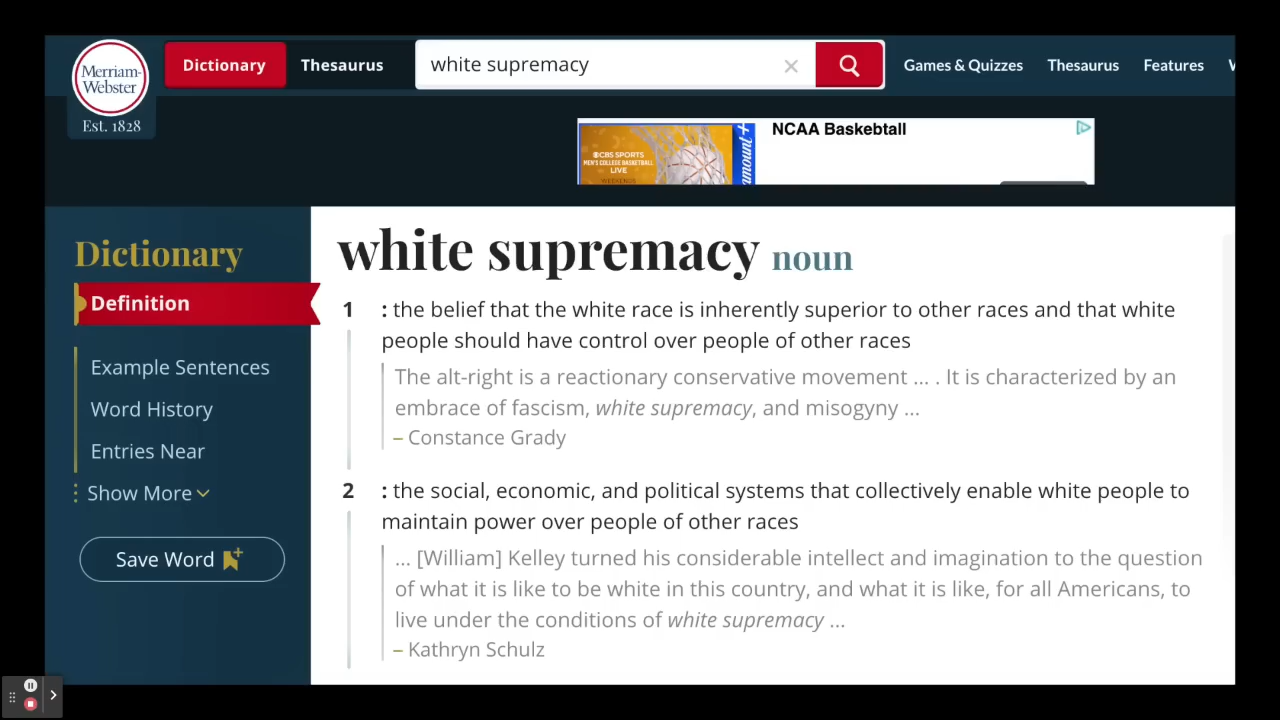 Merriam-
Webster
Est. 1828
Dictionary
Thesaurus
white supremacy
Games & Quizzes
Thesaurus
Features
CBS SPORTS
MEN'S COLLEGE BASKETBALL
LIVE
WEEKENDS
NCAA Baskebtall
Dictionary
Definition
Example Sentences
Word History
Entries Near
Show More
Save Word
white supremacy noun
1 : the belief that the white race is inherently superior to other races and that white
people should have control over people of other races
The alt-right is a reactionary conservative movement ... . It is characterized by an
embrace of fascism, white supremacy, and misogyny ...
– Constance Grady
2 : the social, economic, and political systems that collectively enable white people to
maintain power over people of other races
... [William] Kelley turned his considerable intellect and imagination to the question
of what it is like to be white in this country, and what it is like, for all Americans, to
live under the conditions of white supremacy ...
– Kathryn Schulz